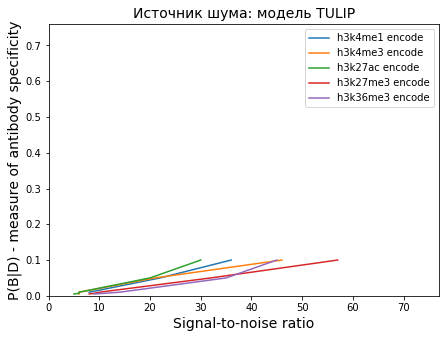 Источник шума: модель TULIP
h3k4me1 encode
h3k4me3 encode
h3k27ac encode
h3k27me3 encode
h3k36me3 encode
P(B|D) - measure of antibody specificity
0.7
0.6
0.5
0.4
0.3
0.2
0.1
0.0
0 10 20 30 40 50 60 70
Signal-to-noise ratio